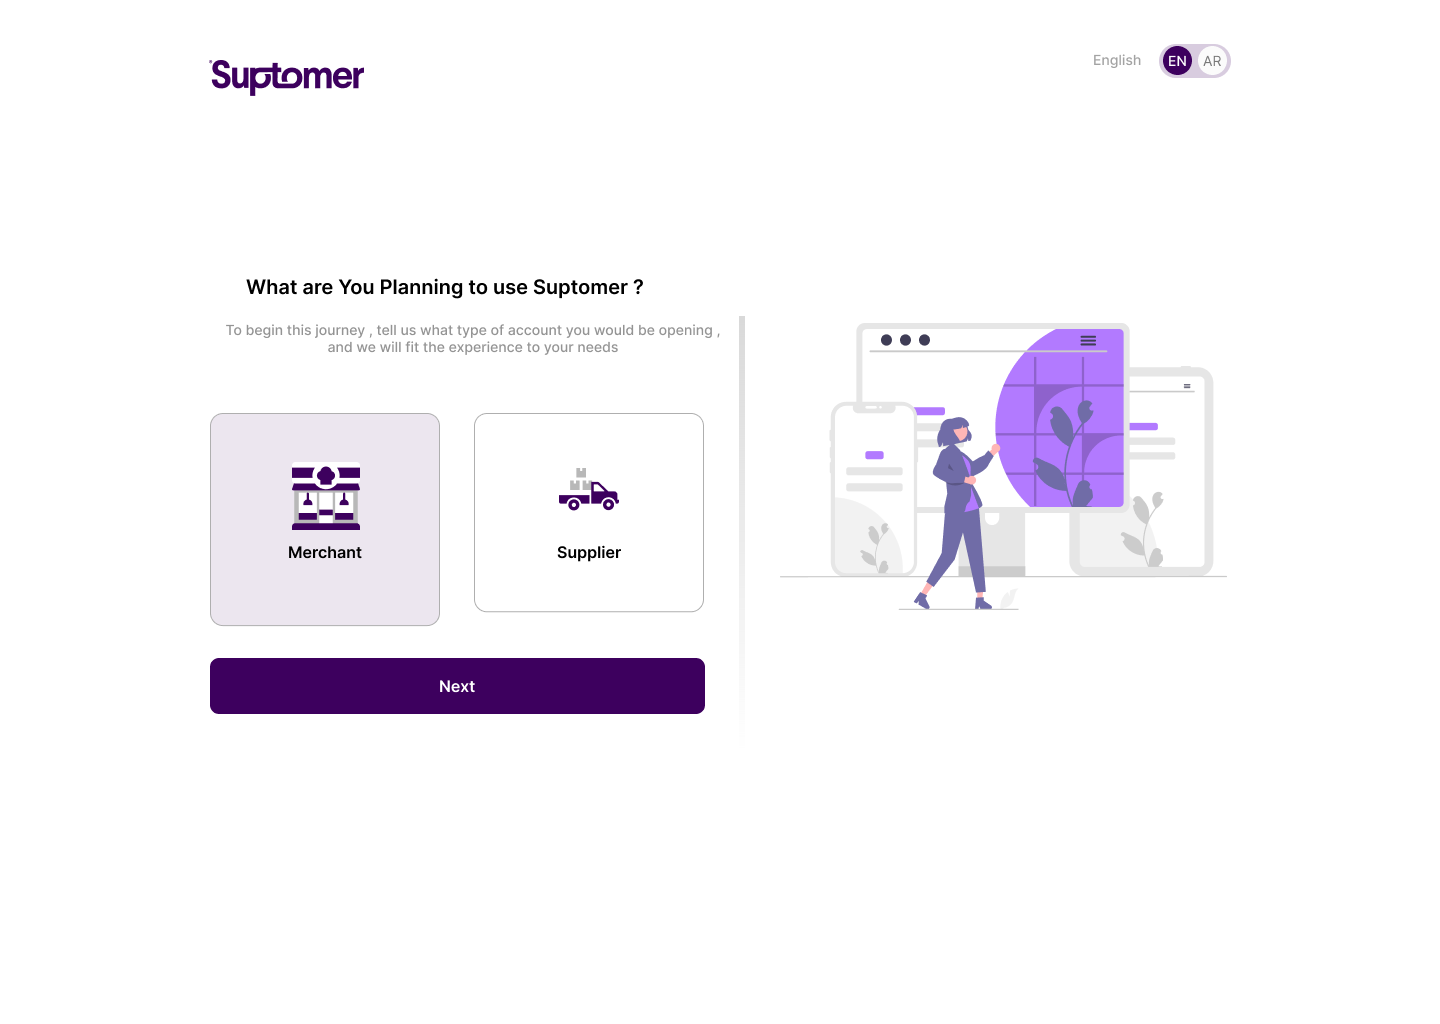 Suptomer
English
EN AR
What are You Planning to use Suptomer ?
To begin this journey , tell us what type of account you would be opening ,
and we will fit the experience to your needs
Merchant
Supplier
Next